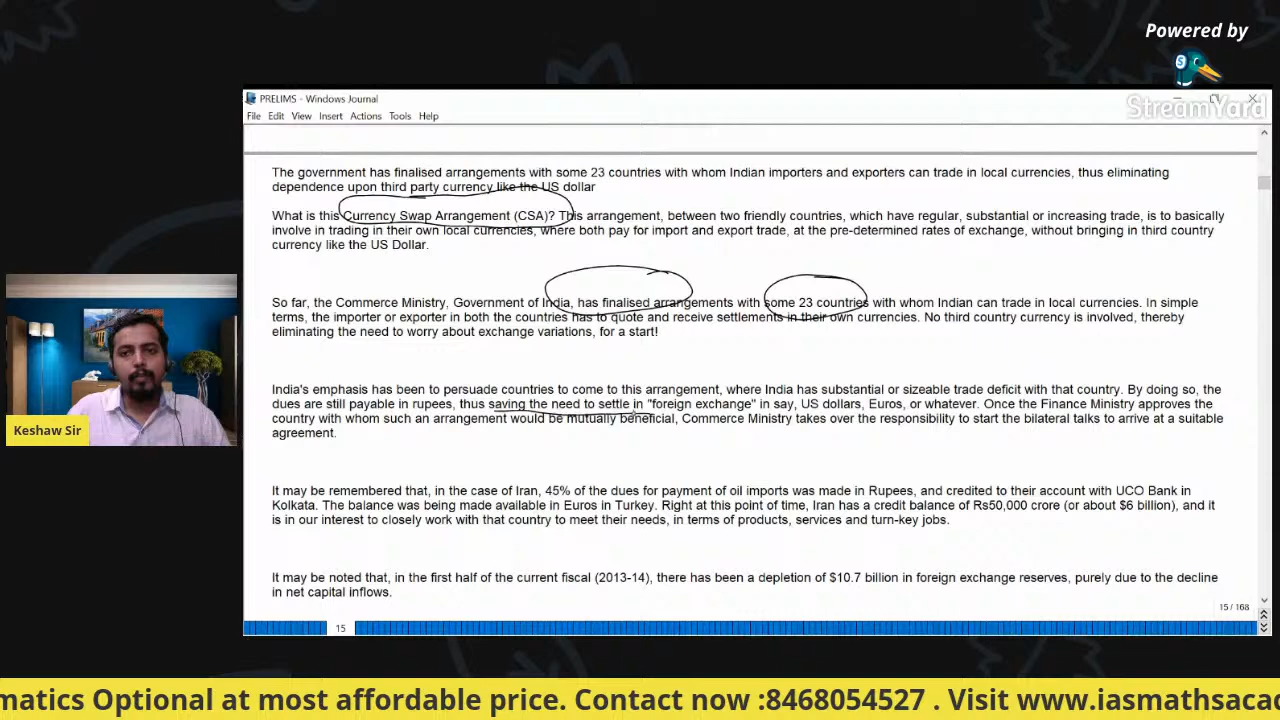 Powered by
S
StreamYard
PRELIMS - Windows Journal
File Edit View Insert Actions Tools Help
The government has finalised arrangements with some 23 countries with whom Indian importers and exporters can trade in local currencies, thus eliminating
dependence upon third party currency like the US dollar
What is this Currency Swap Arrangement (CSA)? This arrangement, between two friendly countries, which have regular, substantial or increasing trade, is to basically
involve in trading in their own local currencies, where both pay for import and export trade, at the pre-determined rates of exchange, without bringing in third country
currency like the US Dollar.
So far, the Commerce Ministry, Government of India, has finalised arrangements with some 23 countries with whom Indian can trade in local currencies. In simple
terms, the importer or exporter in both the countries has to quote and receive settlements in their own currencies. No third country currency is involved, thereby
eliminating the need to worry about exchange variations, for a start!
India's emphasis has been to persuade countries to come to this arrangement, where India has substantial or sizeable trade deficit with that country. By doing so, the
dues are still payable in rupees, thus saving the need to settle in "foreign exchange" in say, US dollars, Euros, or whatever. Once the Finance Ministry approves the
country with whom such an arrangement would be mutually beneficial, Commerce Ministry takes over the responsibility to start the bilateral talks to arrive at a suitable
agreement.
It may be remembered that, in the case of Iran, 45% of the dues for payment of oil imports was made in Rupees, and credited to their account with UCO Bank in
Kolkata. The balance was being made available in Euros in Turkey. Right at this point of time, Iran has a credit balance of Rs50,000 crore (or about $6 billion), and it
is in our interest to closely work with that country to meet their needs, in terms of products, services and turn-key jobs.
It may be noted that, in the first half of the current fiscal (2013-14), there has been a depletion of $10.7 billion in foreign exchange reserves, purely due to the decline
in net capital inflows.
15 / 168
15
Keshaw Sir
matics Optional at most affordable price. Contact now :8468054527 . Visit www.iasmathsacad